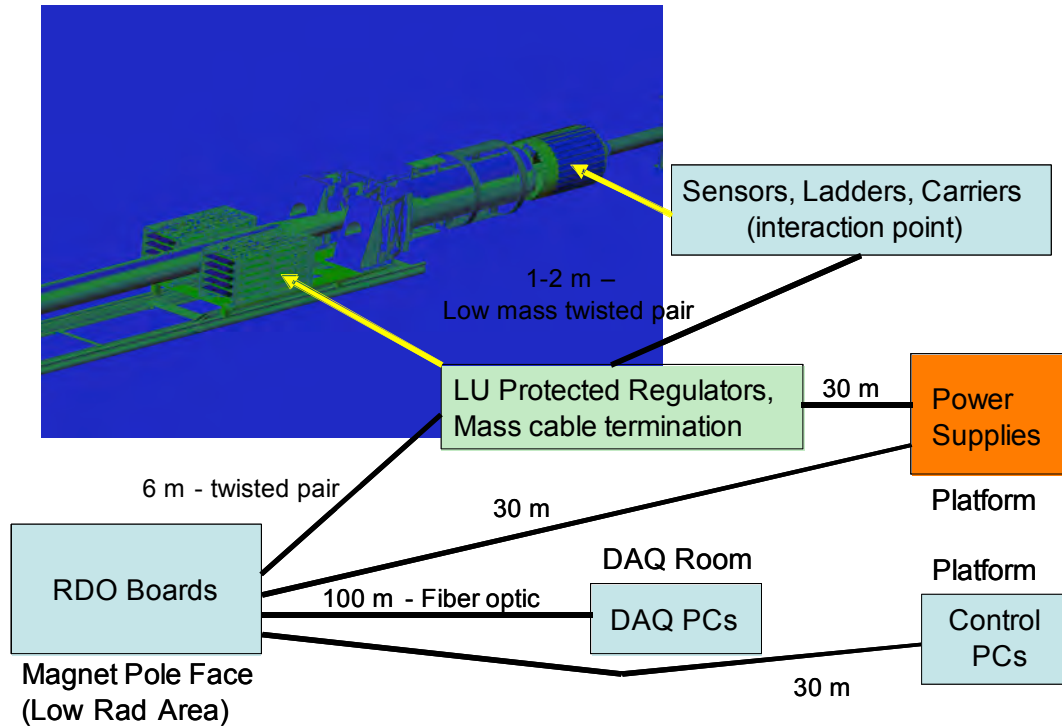 Sensors, Ladders, Carriers
(interaction point)
1-2 m –
Low mass twisted pair
LU Protected Regulators,
Mass cable termination
30 m
Power
Supplies
Platform
6 m - twisted pair
30 m
RDO Boards
Magnet Pole Face
(Low Rad Area)
100 m - Fiber optic
DAQ Room
DAQ PCs
Platform
Control
PCs
30 m